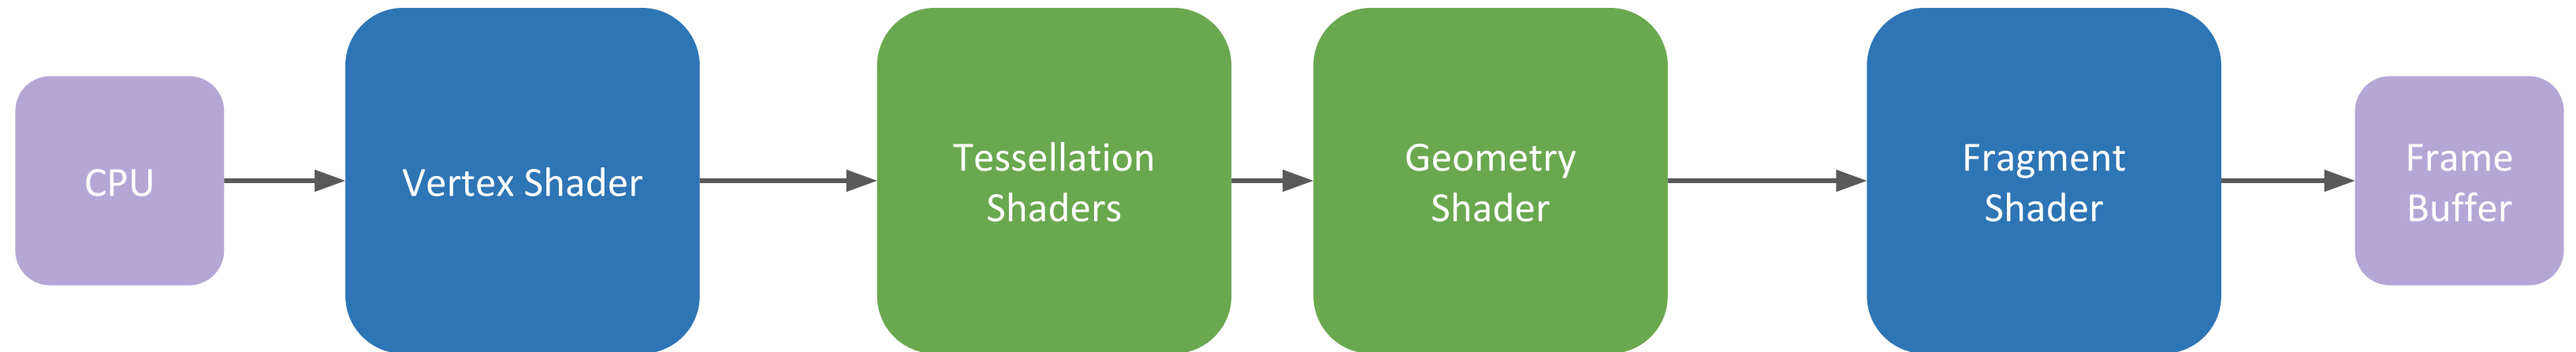 CPU
Vertex Shader
Tessellation
Shaders
Geometry
Shader
Fragment
Shader
Frame
Buffer